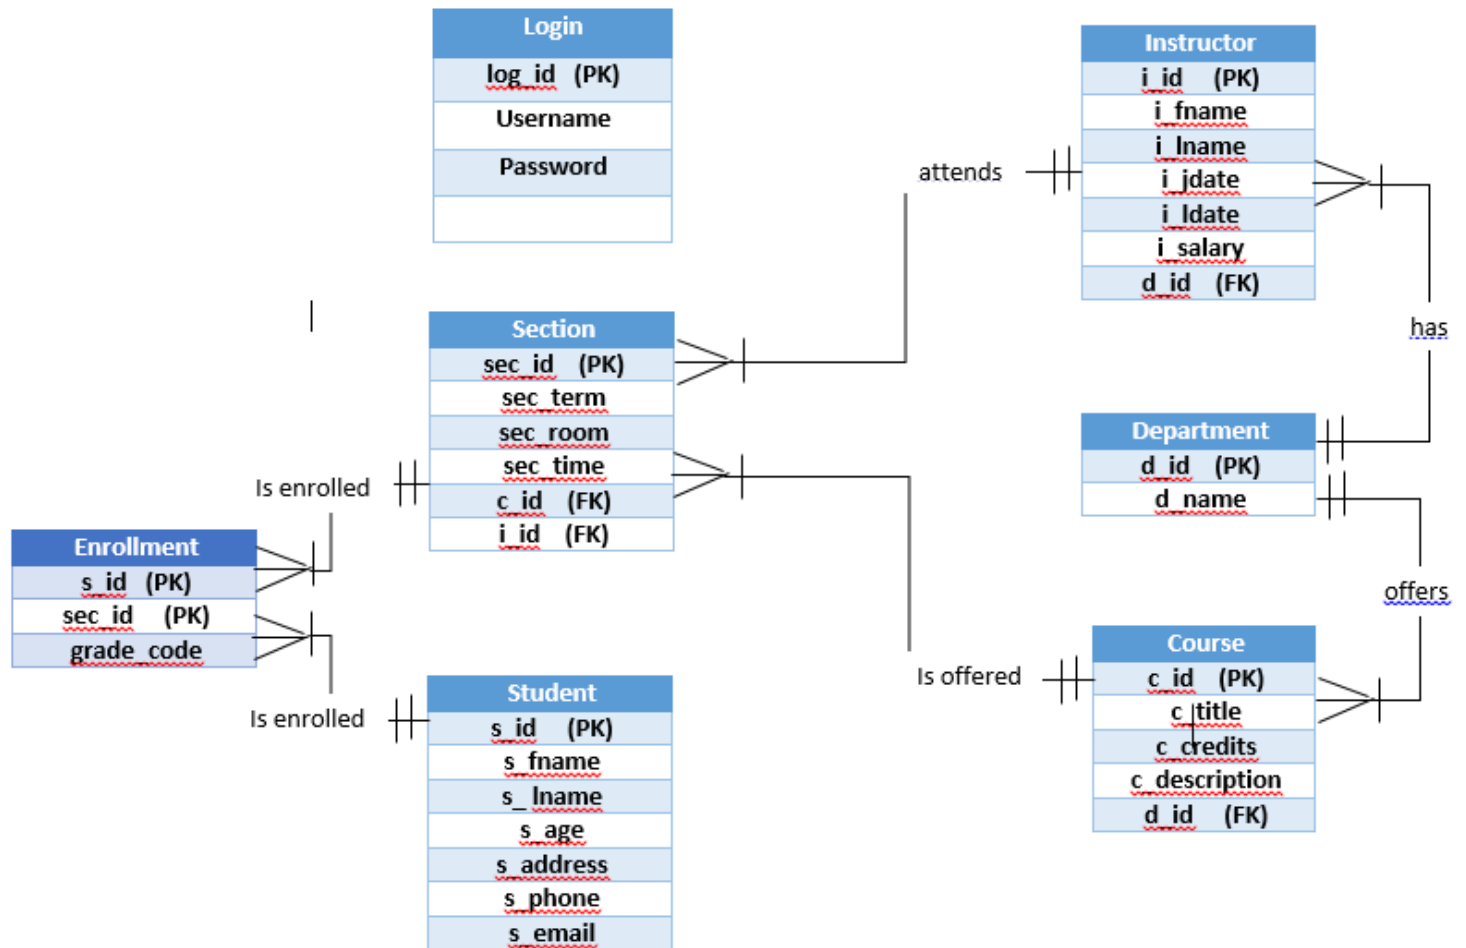 Login
log_id (PK)
Username
Password
Instructor
i_id (PK)
i_fname
i_lname
i_jdate
i_ldate
i_salary
d_id (FK)
attends
has
Section
sec_id (PK)
sec_term
sec_room
sec_time
c_id (FK)
i_id (FK)
Department
d_id (PK)
d_name
Is enrolled
Enrollment
s_id (PK)
sec_id (PK)
grade_code
Is enrolled
offers
Student
s_id (PK)
s_fname
s_ lname
s_age
s_address
s_phone
s_email
Is offered
Course
c_id (PK)
c_title
c_credits
c_description
d_id (FK)